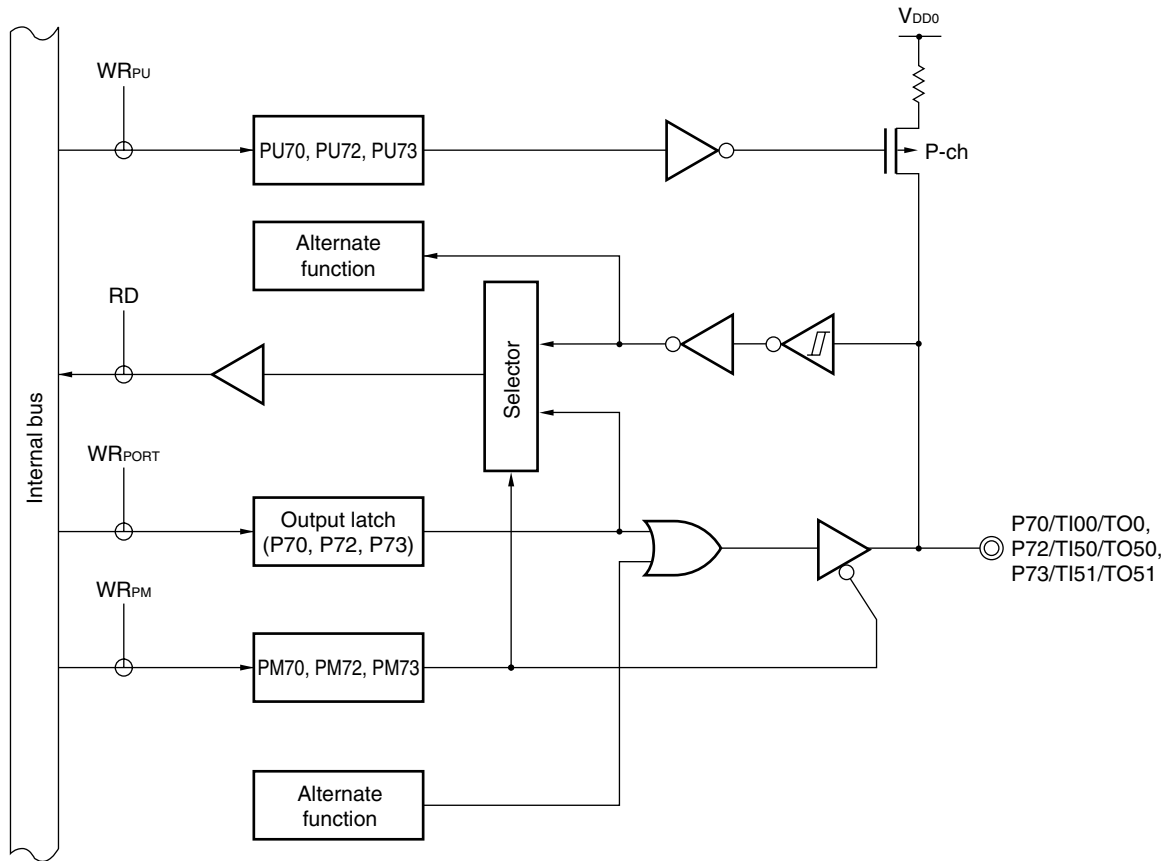 VDD0
WRPU
PU70, PU72, PU73
P-ch
Alternate
function
RD
Selector
Internal bus
WRPORT
Output latch
(P70, P72, P73)
P70/TI00/TO0,
P72/TI50/TO50,
P73/TI51/TO51
WRPM
PM70, PM72, PM73
Alternate
function